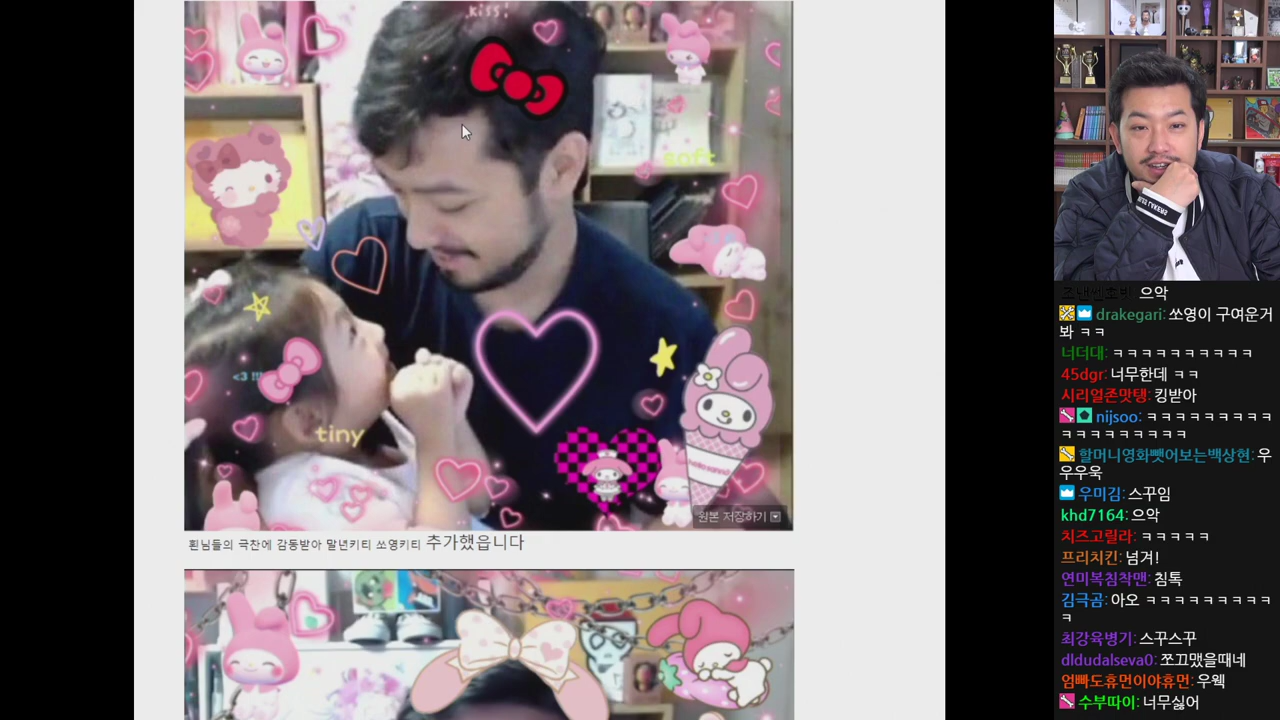 kiss!
soft
<3 !!!
tiny
원본 저장하기
횐님들의 극찬에 감동받아 말년키티 쏘영키티 추가했읍니다
으악
drakegari: 쏘영이 구여운거
봐 ㅋㅋ
너더대: ㅋㅋㅋㅋㅋㅋㅋㅋㅋㅋ
45dgr: 너무한데 ㅋㅋ
시리얼존맛탱: 킹받아
nijsoo: ㅋㅋㅋㅋㅋㅋㅋㅋㅋ
ㅋㅋㅋㅋㅋㅋㅋㅋㅋ
할머니영화뺏어보는백상현: 우
우우욱
우미김: 스꾸임
khd7164: 으악
치즈고릴라: ㅋㅋㅋㅋㅋ
프리치킨: 넘겨!
연미복침착맨: 침톡
김극곰: 아오 ㅋㅋㅋㅋㅋㅋㅋㅋㅋ
ㅋ
최강육병기: 스꾸스꾸
dldudalseva0: 쪼끄맸을때네
엄빠도휴먼이야휴먼: 우웩
수부따이: 너무싫어